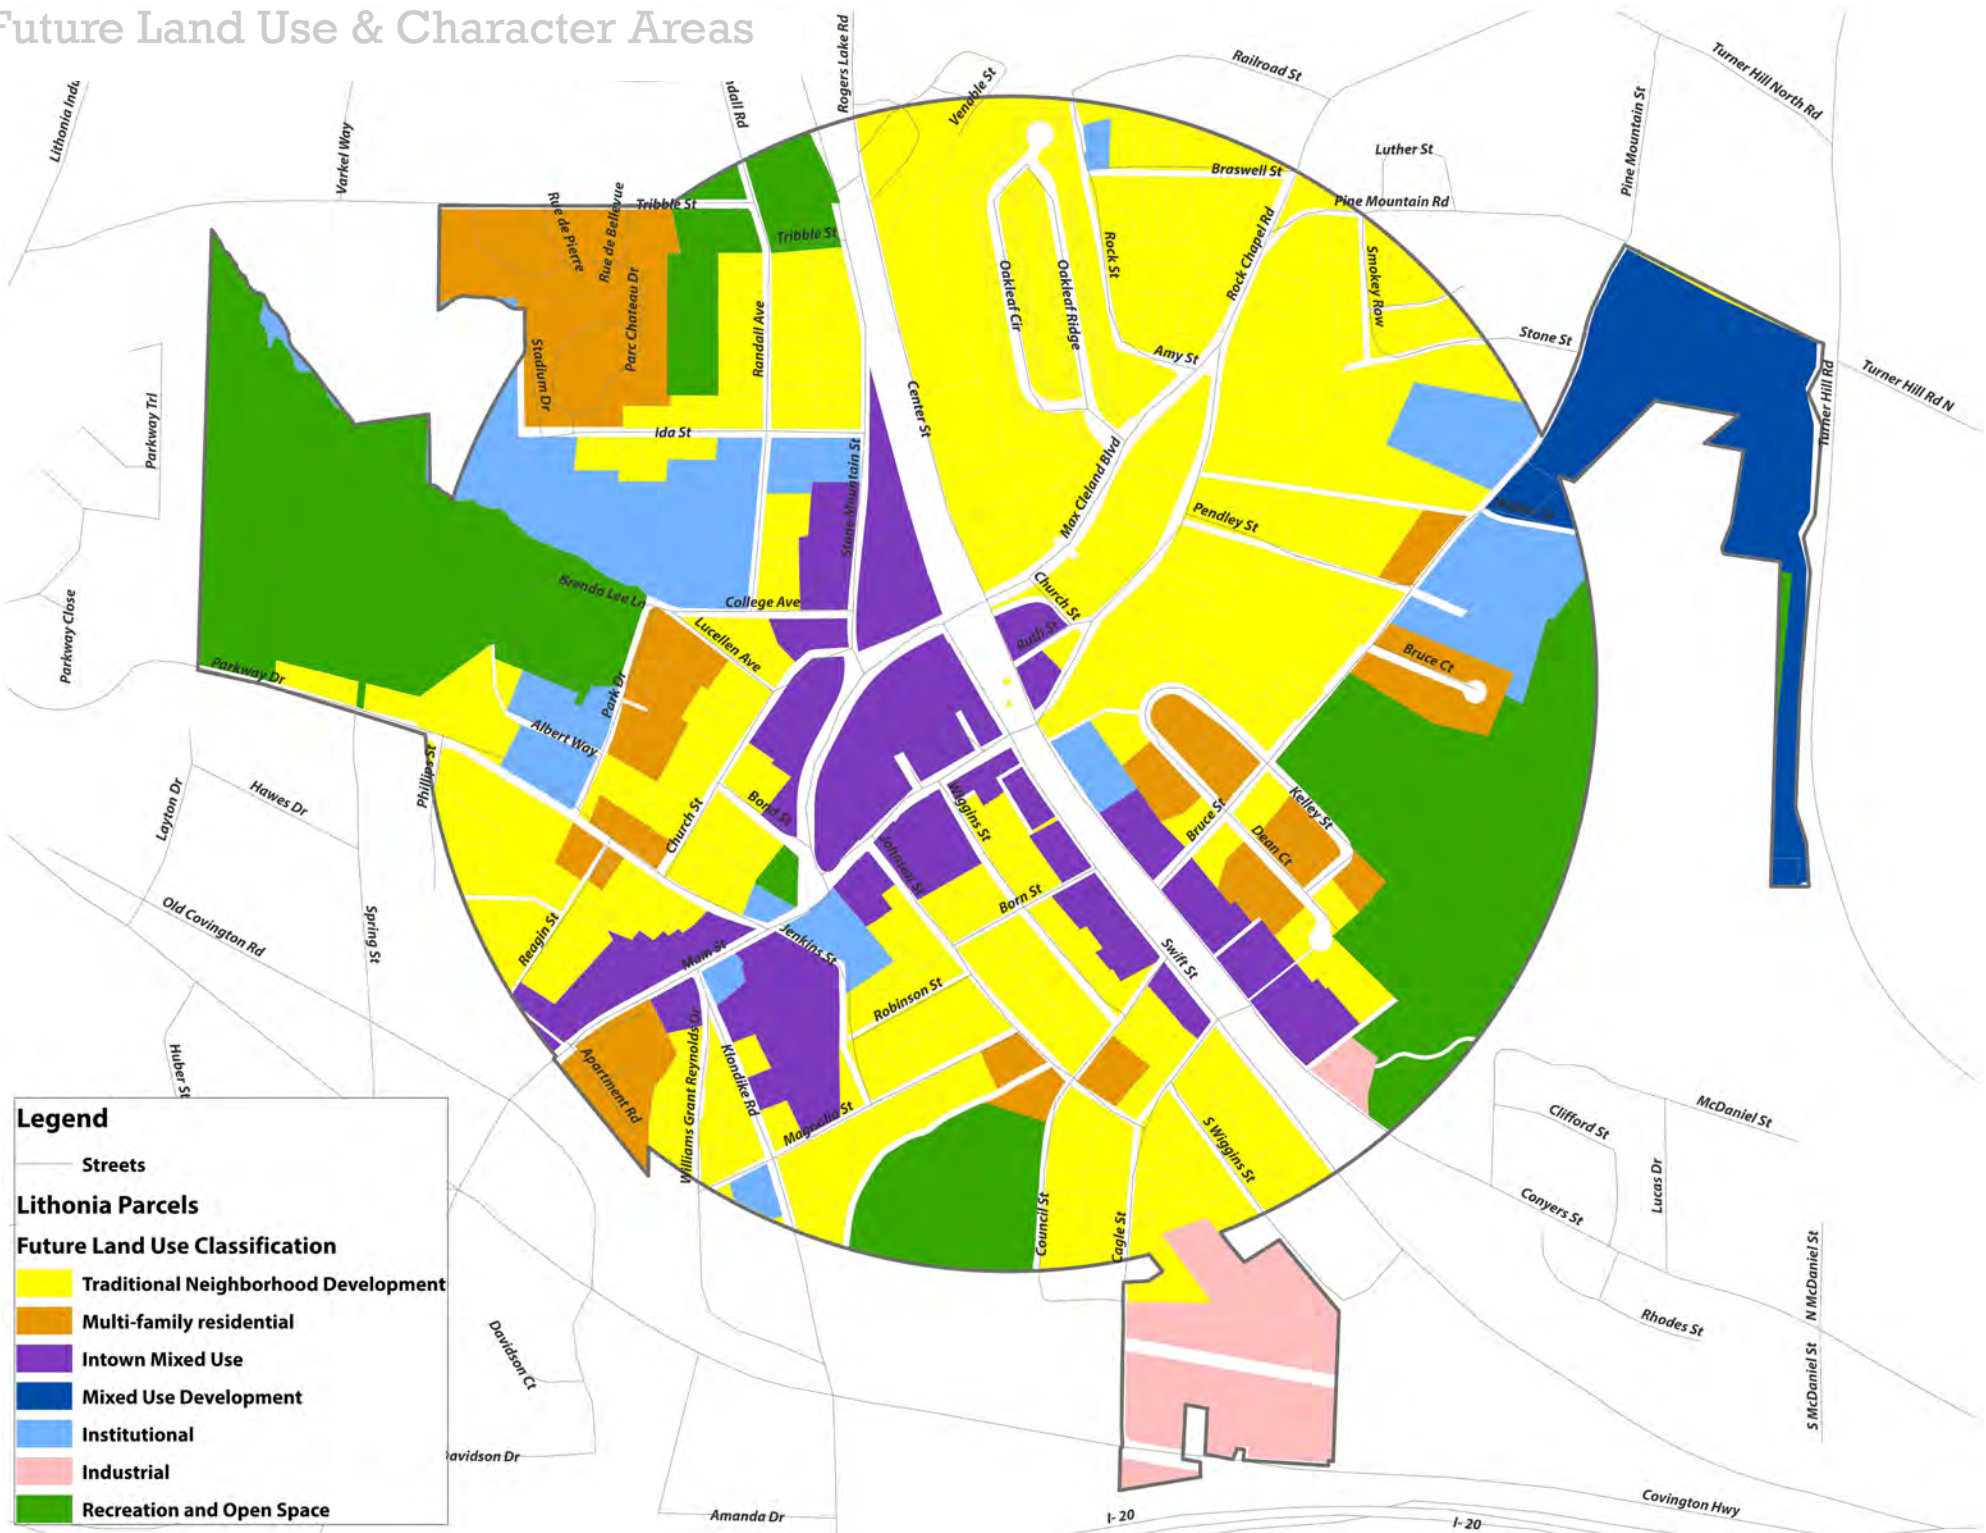 Future Land Use & Character Areas
Rogers Lake Rd
Venable St
Railroad St
Turner Hill North Rd
Lithonia Indu
Varkel Way
dall Rd
Pine Mountain St
Luther St
Braswell St
Pine Mountain Rd
Tribble St
Rue de Pierre
Rue de Bellevue
Tribble St
Rock St
Rock Chapel Rd
Smokey Row
Oakleaf Cir
Oakleaf Ridge
Parc Chateau Dr
Randall Ave
Stadium Dr
Amy St
Stone St
Turner Hill Rd
Turner Hill Rd N
Center St
Parkway Trl
Ida St
Stone Mountain St
Max Cleland Blvd
Pendley St
Church St
Brenda Lee Ln
College Ave
Lucellen Ave
Ruth St
Bruce Ct
Parkway Close
Parkway Dr
Park Dr
Albert Way
Phillips St
Layton Dr
Hawes Dr
Church St
Bond St
Wiggins St
Bruce St
Kelley St
Dean Ct
Johnson St
Born St
Old Covington Rd
Spring St
Reagin St
Main St
Jenkins St
Swift St
Robinson St
Huber St
Apartment Rd
Williams Grant Reynolds Dr
Klondike Rd
Magnolia St
S Wiggins St
Council St
Cagle St
McDaniel St
Clifford St
Lucas Dr
Conyers St
N McDaniel St
Rhodes St
S McDaniel St
Davidson Ct
avidson Dr
Amanda Dr
I- 20
I- 20
Covington Hwy
Legend
Streets
Lithonia Parcels
Future Land Use Classification
Traditional Neighborhood Development
Multi-family residential
Intown Mixed Use
Mixed Use Development
Institutional
Industrial
Recreation and Open Space